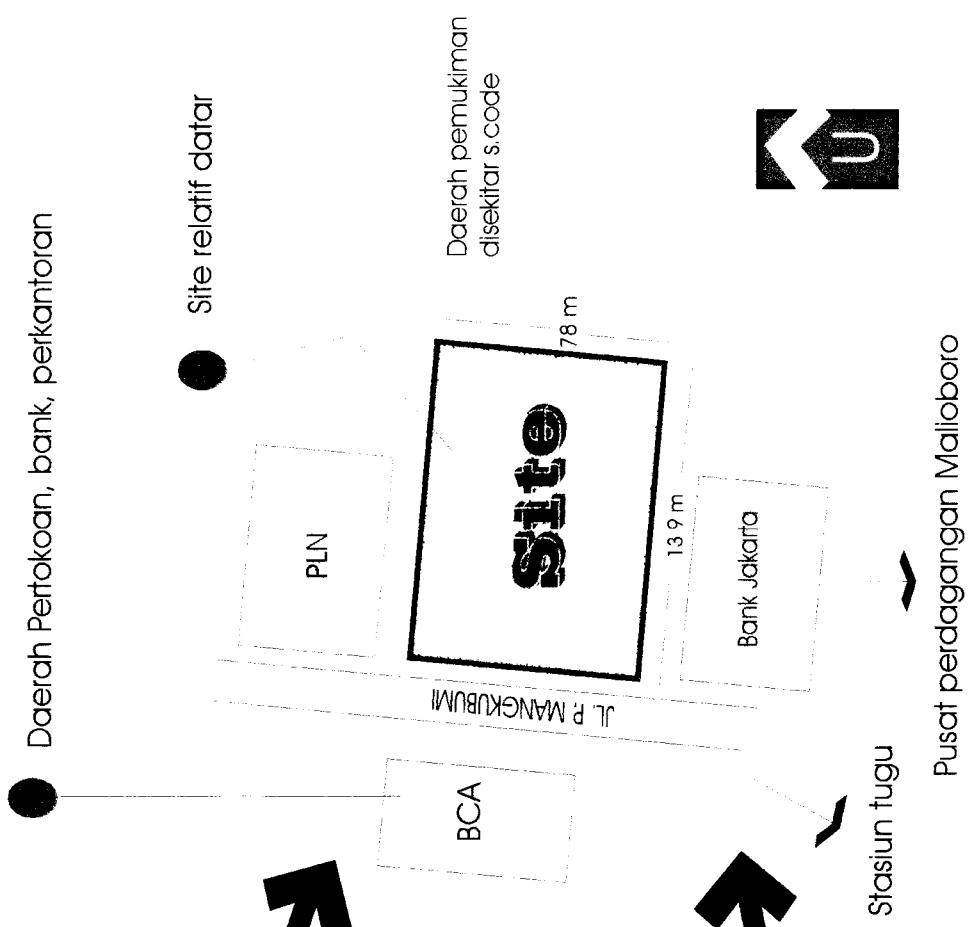 Daerah Pertokoan, bank, perkantoran
Site relatif datar
Daerah pemukiman
disekitar s.code
PLN
Site
78 m
13 9 m
JL. P. MANGKUBUMI
BCA
Bank Jakarta
Stasiun tugu
Pusat perdagangan Malioboro
U